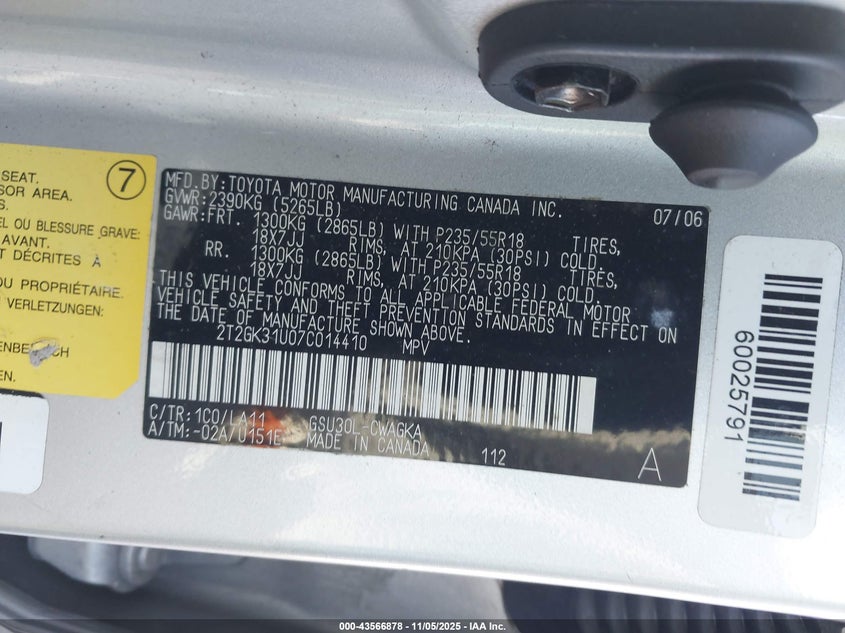 SEAT.
SOR AREA.
S.
EL OÙ BLESSURE GRAVE:
AVANT.
DÉCRITES À
U PROPRIÉTAIRE.
VERLETZUNGEN:
EN.
7
MFD.BY:TOYOTA MOTOR MANUFACTURING CANADA INC. 07/06
GVWR:2390KG (5265LB)
GAWR:FRT. 1300KG (2865LB) WITH P235/55R18 TIRES,
18X7JJ RIMS, AT 210KPA (30PSI) COLD.
RR. 1300KG (2865LB) WITH P235/55R18 TIRES,
18X7JJ RIMS, AT 210KPA (30PSI) COLD.
THIS VEHICLE CONFORMS TO ALL APPLICABLE FEDERAL MOTOR
VEHICLE SAFETY AND THEFT PREVENTION STANDARDS IN EFFECT ON
THE DATE OF MANUFACTURE SHOWN ABOVE.
2T2GK31U07C014410 MPV
C/TR:1C0/LA11 GSU30L-CWAGKA
A/TM:-02A/U151E MADE IN CANADA 112 A
60025791
000-43566878 - 11/05/2025 - IAA Inc.